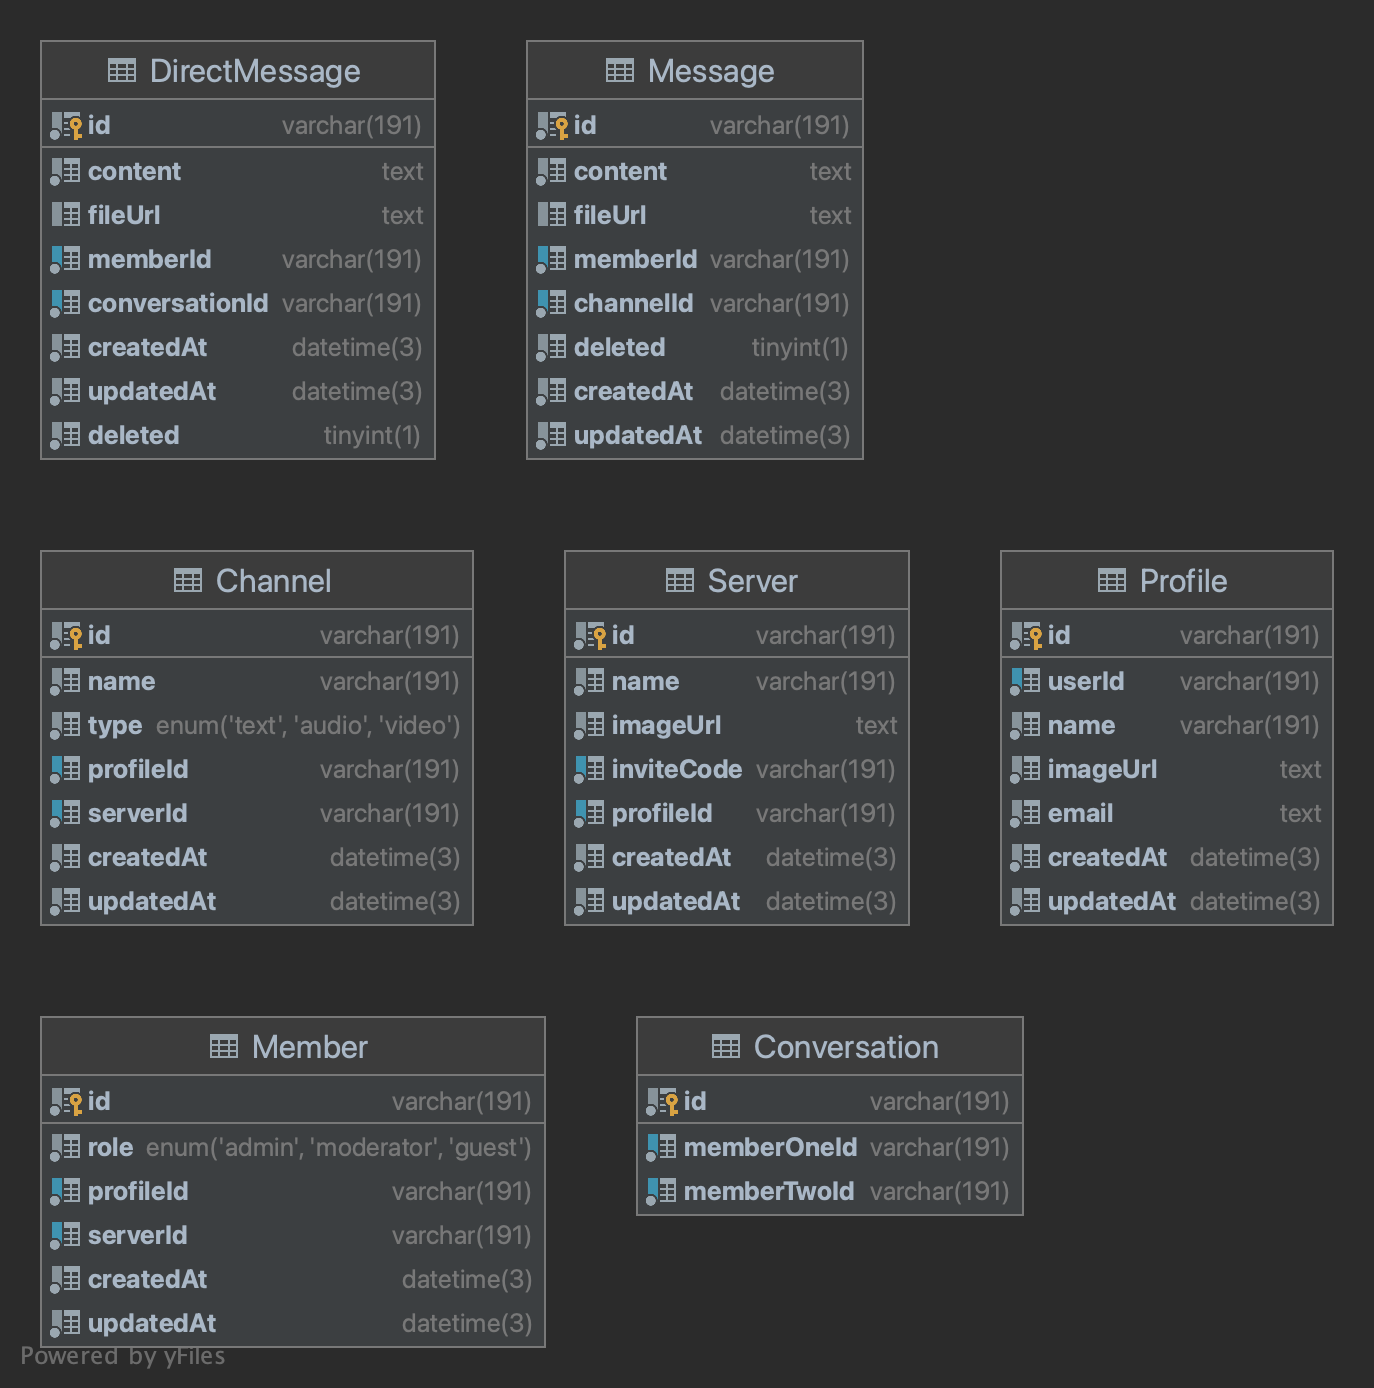 DirectMessage
id varchar(191)
content text
fileUrl text
memberId varchar(191)
conversationId varchar(191)
createdAt datetime(3)
updatedAt datetime(3)
deleted tinyint(1)
Message
id varchar(191)
content text
fileUrl text
memberId varchar(191)
channelId varchar(191)
deleted tinyint(1)
createdAt datetime(3)
updatedAt datetime(3)
Channel
id varchar(191)
name varchar(191)
type enum('text', 'audio', 'video')
profileId varchar(191)
serverId varchar(191)
createdAt datetime(3)
updatedAt datetime(3)
Server
id varchar(191)
name varchar(191)
imageUrl text
inviteCode varchar(191)
profileId varchar(191)
createdAt datetime(3)
updatedAt datetime(3)
Profile
id varchar(191)
userId varchar(191)
name varchar(191)
imageUrl text
email text
createdAt datetime(3)
updatedAt datetime(3)
Member
id varchar(191)
role enum('admin', 'moderator', 'guest')
profileId varchar(191)
serverId varchar(191)
createdAt datetime(3)
updatedAt datetime(3)
Conversation
id varchar(191)
memberOneId varchar(191)
memberTwoId varchar(191)
Powered by yFiles